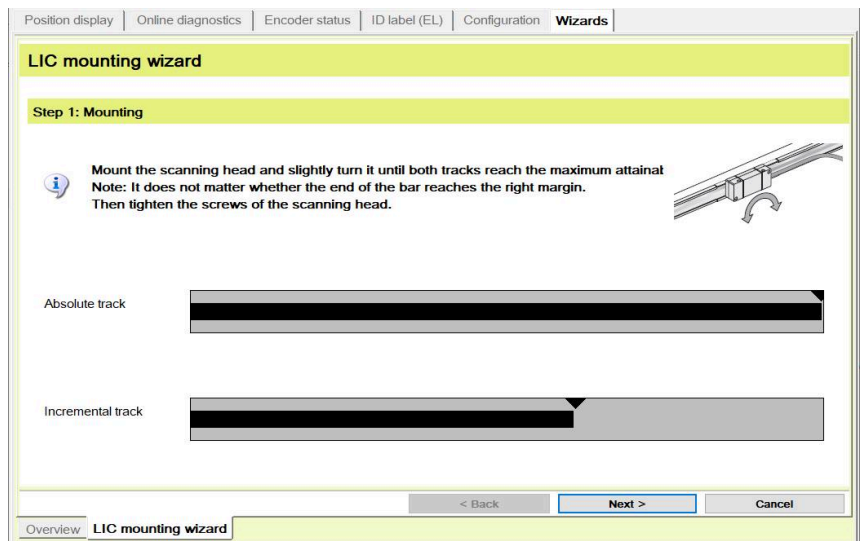 Position display
Online diagnostics
Encoder status
ID label (EL)
Configuration
Wizards
LIC mounting wizard
Step 1: Mounting
Mount the scanning head and slightly turn it until both tracks reach the maximum
Note: It does not matter whether the end of the bar reaches the right margin.
Then tighten the screws of the scanning head.
Absolute track
Incremental track
< Back
Next >
Cancel
Overview
LIC mounting wizard